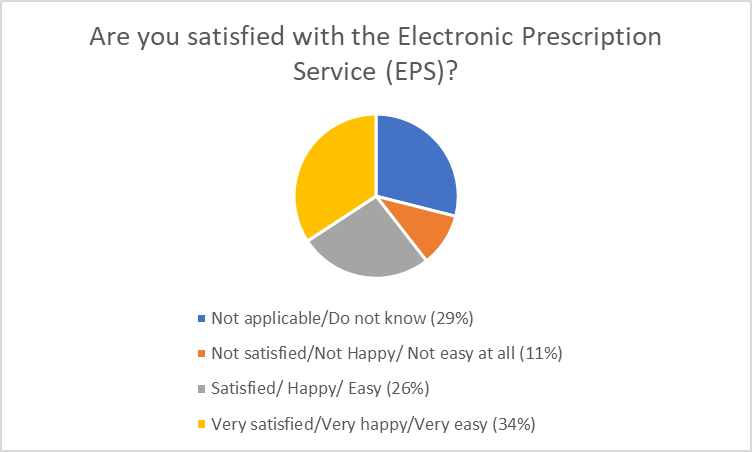 Are you satisfied with the Electronic Prescription
Service (EPS)?
Not applicable/Do not know (29%)
Not satisfied/Not Happy/ Not easy at all (11%)
Satisfied/ Happy/ Easy (26%)
Very satisfied/Very happy/Very easy (34%)